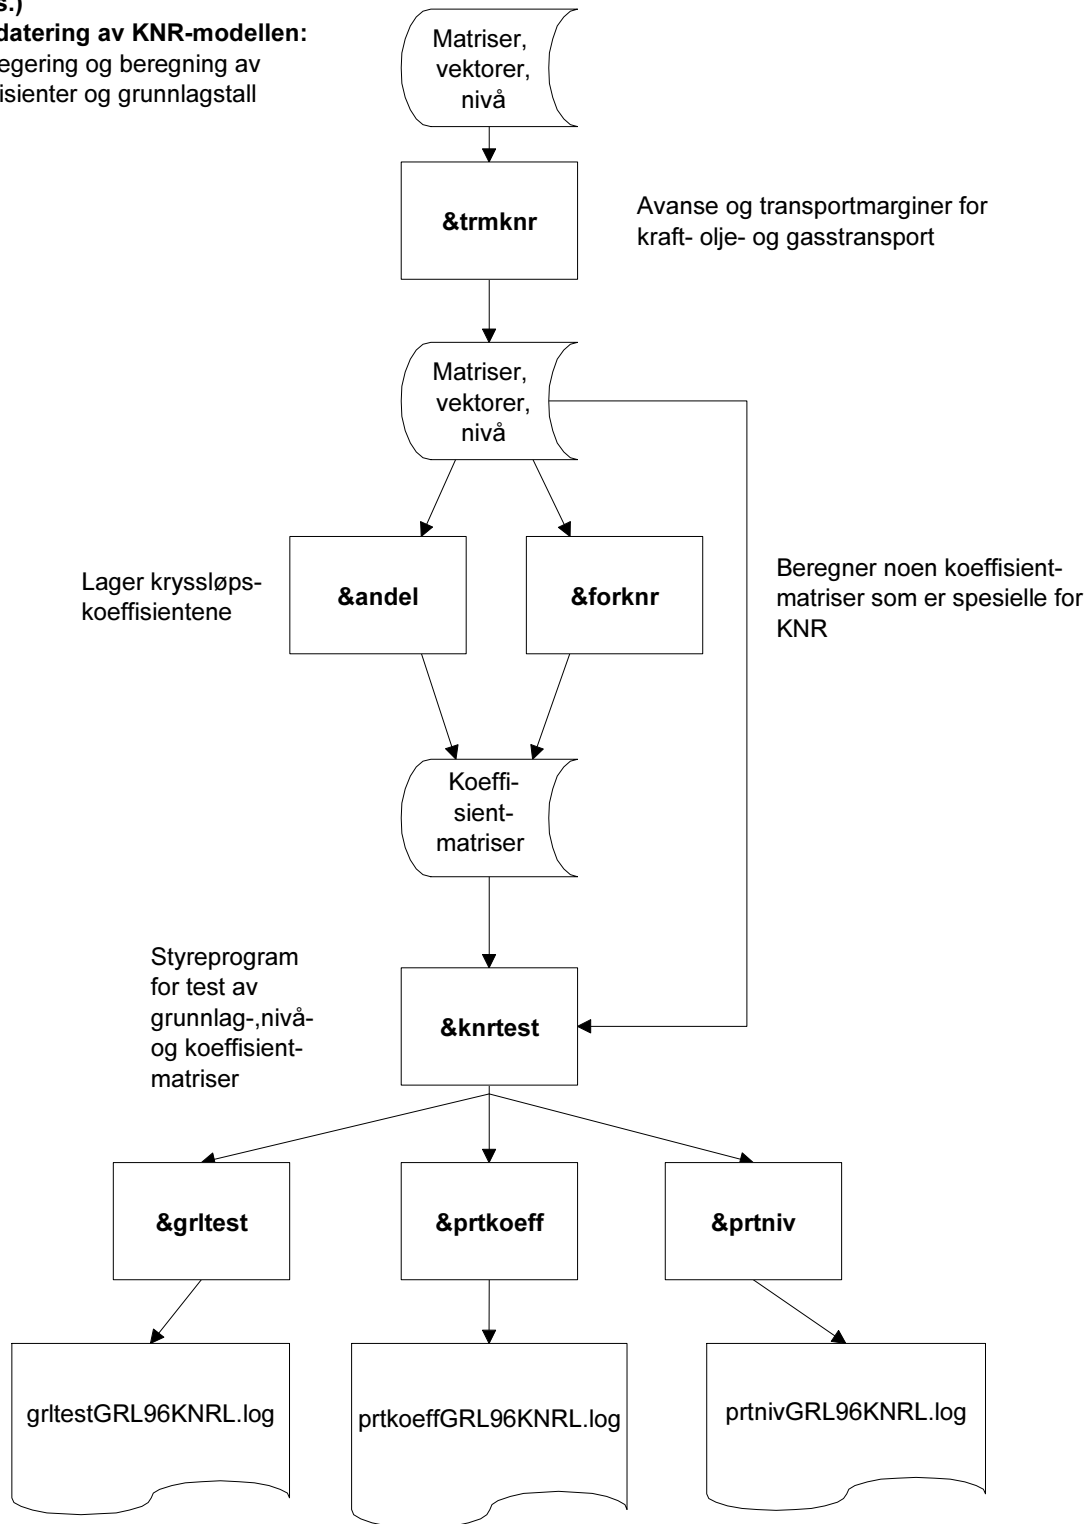 s.)
datering av KNR-modellen:
egering og beregning av
isienter og grunnlagstall
Matriser,
vektorer,
nivå
&trmknr
Avanse og transportmarginer for
kraft- olje- og gasstransport
Matriser,
vektorer,
nivå
Lager kryssløps-
koeffisientene
&andel
&forknr
Beregner noen koeffisient-
matriser som er spesielle for
KNR
Koeffi-
sient-
matriser
Styreprogram
for test av
grunnlag-,nivå-
og koeffisient-
matriser
&knrtest
&grltest
&prtkoeff
&prtniv
grltestGRL96KNRL.log
prtkoeffGRL96KNRL.log
prtnivGRL96KNRL.log